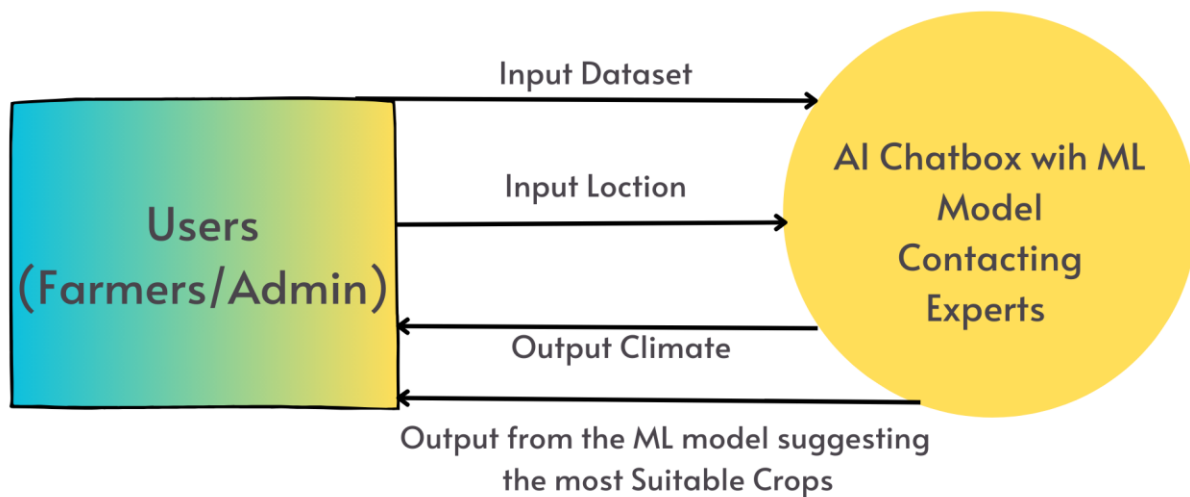 Input Dataset
Input Loction
Users
(Farmers/Admin)
AI Chatbox wih ML
Model
Contacting
Experts
Output Climate
Output from the ML model suggesting
the most Suitable Crops